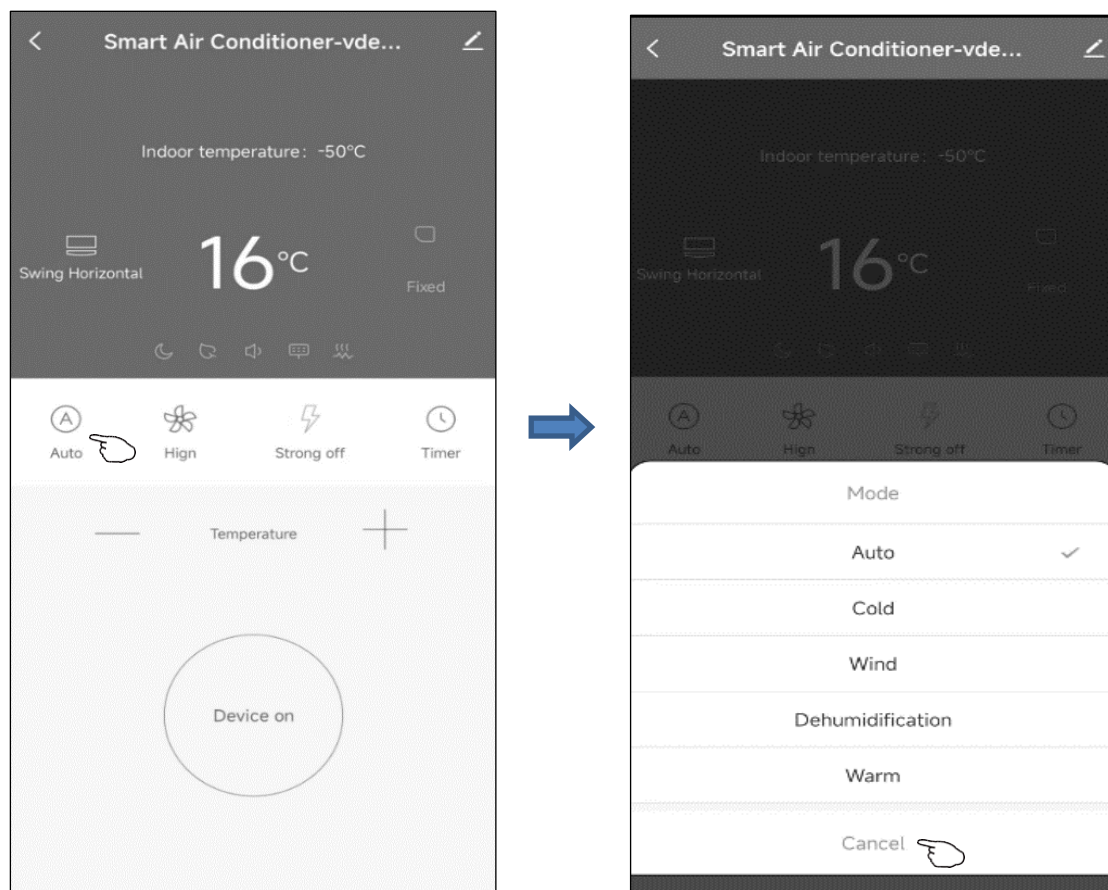 Smart Air Conditioner-vde...
Indoor temperature: -50°C
16°C
Swing Horizontal
Fixed
Auto
Hign
Strong off
Timer
Temperature
Device on
Smart Air Conditioner-vde...
Indoor temperature: -50°C
16°C
Swing Horizontal
Fixed
Auto
Hign
Strong off
Timer
Mode
Auto
Cold
Wind
Dehumidification
Warm
Cancel